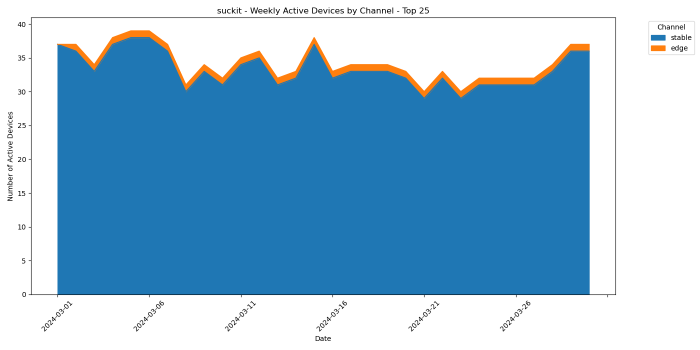 suckit - Weekly Active Devices by Channel - Top 25
Channel
stable
edge
Number of Active Devices
40
35
30
25
20
15
10
5
0
2024-03-01
2024-03-06
2024-03-11
2024-03-16
2024-03-21
2024-03-26
Date